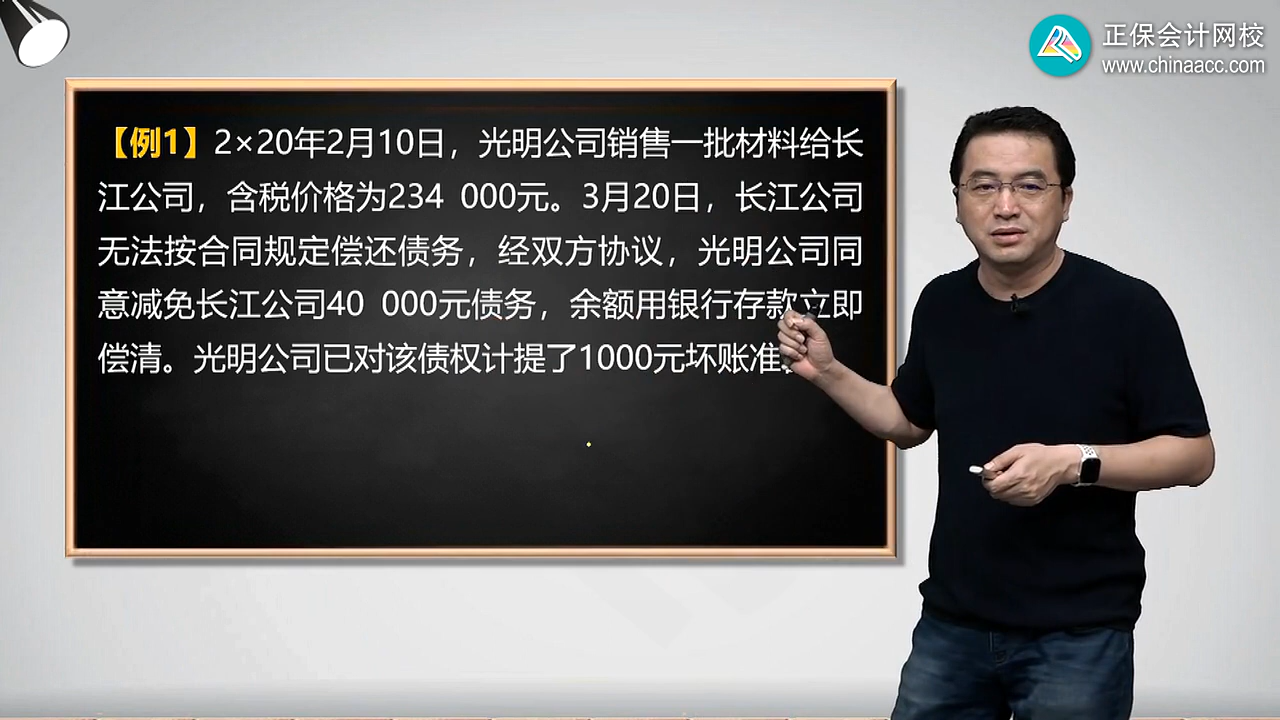 正保会计网校
www.chinaacc.com
【例1】2×20年2月10日，光明公司销售一批材料给长
江公司，含税价格为234 000元。3月20日，长江公司
无法按合同规定偿还债务，经双方协议，光明公司同
意减免长江公司40 000元债务，余额用银行存款立即
偿清。光明公司已对该债权计提了1000元坏账准